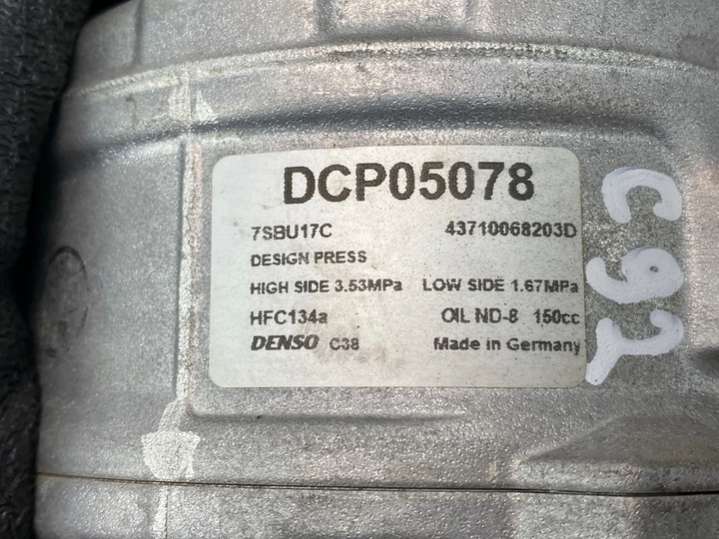 DCP05078
7SBU17C 43710068203D
DESIGN PRESS
HIGH SIDE 3.53MPa LOW SIDE 1.67MPa
HFC134a OIL ND-8 150cc
DENSO C38 Made in Germany
C92